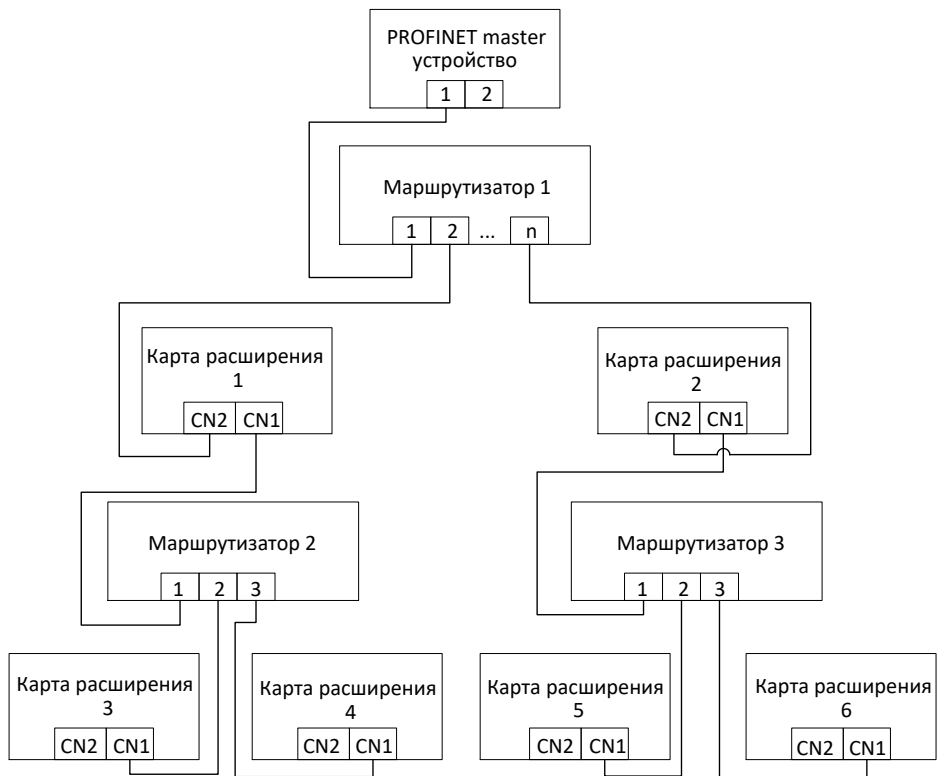 PROFINET master
устройство
1 2
Маршрутизатор 1
1 2 ... n
Карта расширения
1
CN2 CN1
Карта расширения
2
CN2 CN1
Маршрутизатор 2
1 2 3
Маршрутизатор 3
1 2 3
Карта расширения
3
CN2 CN1
Карта расширения
4
CN2 CN1
Карта расширения
5
CN2 CN1
Карта расширения
6
CN2 CN1